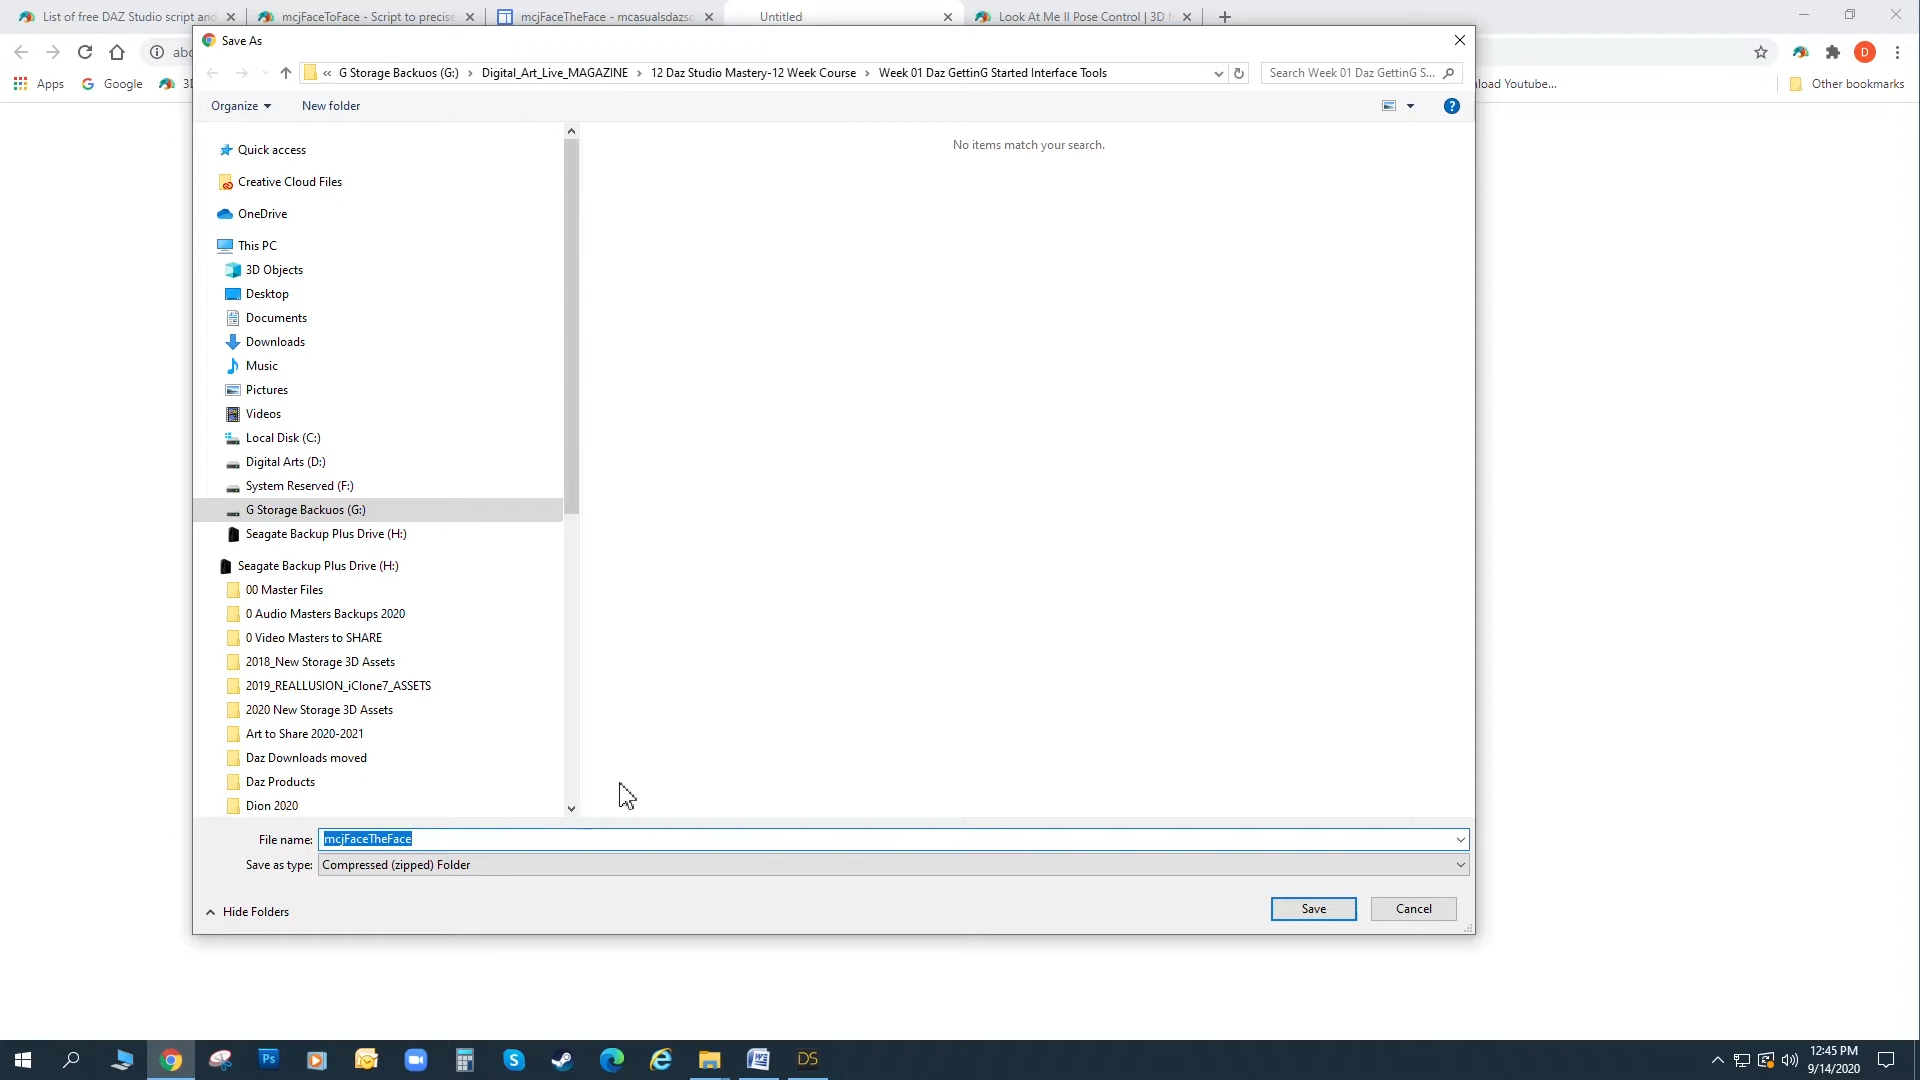 List of free DAZ Studio script and
mcjFaceToFace - Script to precise
mcjFaceTheFace - mcasualsdazsc
Untitled
Look At Me II Pose Control | 3D
Save As
G Storage Backuos (G:)
Digital_Art_Live_MAGAZINE
12 Daz Studio Mastery-12 Week Course
Week 01 Daz GettinG Started Interface Tools
Search Week 01 Daz GettinG S...
D
Apps
Google
Youtube...
Other bookmarks
Organize
New folder
?
Quick access
No items match your search.
Creative Cloud Files
OneDrive
This PC
3D Objects
Desktop
Documents
Downloads
Music
Pictures
Videos
Local Disk (C:)
Digital Arts (D:)
System Reserved (F:)
G Storage Backuos (G:)
Seagate Backup Plus Drive (H:)
Seagate Backup Plus Drive (H:)
00 Master Files
0 Audio Masters Backups 2020
0 Video Masters to SHARE
2018_New Storage 3D Assets
2019_REALLUSION_iClone7_ASSETS
2020 New Storage 3D Assets
Art to Share 2020-2021
Daz Downloads moved
Daz Products
Dion 2020
File name: mcjFaceTheFace
Save as type: Compressed (zipped) Folder
Hide Folders
Save
Cancel
Ps
DS
12:45 PM
9/14/2020